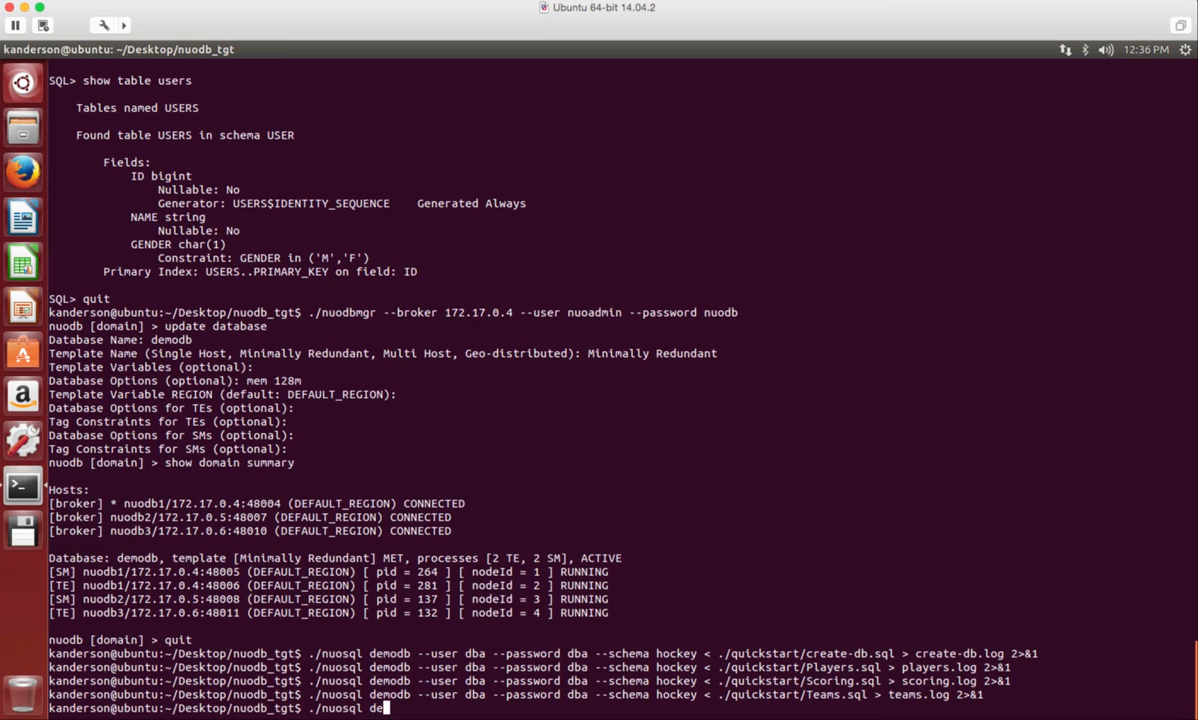 Ubuntu 64-bit 14.04.2
kanderson@ubuntu: ~/Desktop/nuodb_tgt
12:36 PM
SQL> show table users
Tables named USERS
Found table USERS in schema USER
Fields:
ID bigint
Nullable: No
Generator: USERS$IDENTITY_SEQUENCE    Generated Always
NAME string
Nullable: No
GENDER char(1)
Constraint: GENDER in ('M','F')
Primary Index: USERS..PRIMARY_KEY on field: ID
SQL> quit
kanderson@ubuntu:~/Desktop/nuodb_tgt$ ./nuodbmgr --broker 172.17.0.4 --user nuoadmin --password nuodb
nuodb [domain] > update database
Database Name: demodb
Template Name (Single Host, Minimally Redundant, Multi Host, Geo-distributed): Minimally Redundant
Template Variables (optional):
Database Options (optional): mem 128m
Template Variable REGION (default: DEFAULT_REGION):
Database Options for TEs (optional):
Tag Constraints for TEs (optional):
Database Options for SMs (optional):
Tag Constraints for SMs (optional):
nuodb [domain] > show domain summary
Hosts:
[broker] * nuodb1/172.17.0.4:48004 (DEFAULT_REGION) CONNECTED
[broker] nuodb2/172.17.0.5:48007 (DEFAULT_REGION) CONNECTED
[broker] nuodb3/172.17.0.6:48010 (DEFAULT_REGION) CONNECTED
Database: demodb, template [Minimally Redundant] MET, processes [2 TE, 2 SM], ACTIVE
[SM] nuodb1/172.17.0.4:48005 (DEFAULT_REGION) [ pid = 264 ] [ nodeId = 1 ] RUNNING
[TE] nuodb1/172.17.0.4:48006 (DEFAULT_REGION) [ pid = 281 ] [ nodeId = 2 ] RUNNING
[SM] nuodb2/172.17.0.5:48008 (DEFAULT_REGION) [ pid = 137 ] [ nodeId = 3 ] RUNNING
[TE] nuodb3/172.17.0.6:48011 (DEFAULT_REGION) [ pid = 132 ] [ nodeId = 4 ] RUNNING
nuodb [domain] > quit
kanderson@ubuntu:~/Desktop/nuodb_tgt$ ./nuosql demodb --user dba --password dba --schema hockey < ./quickstart/create-db.sql > create-db.log 2>&1
kanderson@ubuntu:~/Desktop/nuodb_tgt$ ./nuosql demodb --user dba --password dba --schema hockey < ./quickstart/Players.sql > players.log 2>&1
kanderson@ubuntu:~/Desktop/nuodb_tgt$ ./nuosql demodb --user dba --password dba --schema hockey < ./quickstart/Scoring.sql > scoring.log 2>&1
kanderson@ubuntu:~/Desktop/nuodb_tgt$ ./nuosql demodb --user dba --password dba --schema hockey < ./quickstart/Teams.sql > teams.log 2>&1
kanderson@ubuntu:~/Desktop/nuodb_tgt$ ./nuosql de